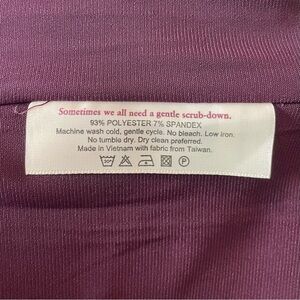 Sometimes we all need a gentle scrub-down.
93% POLYESTER 7% SPANDEX
Machine wash cold, gentle cycle. No bleach. Low iron.
No tumble dry. Dry clean preferred.
Made in Vietnam with fabric from Taiwan.
30° P